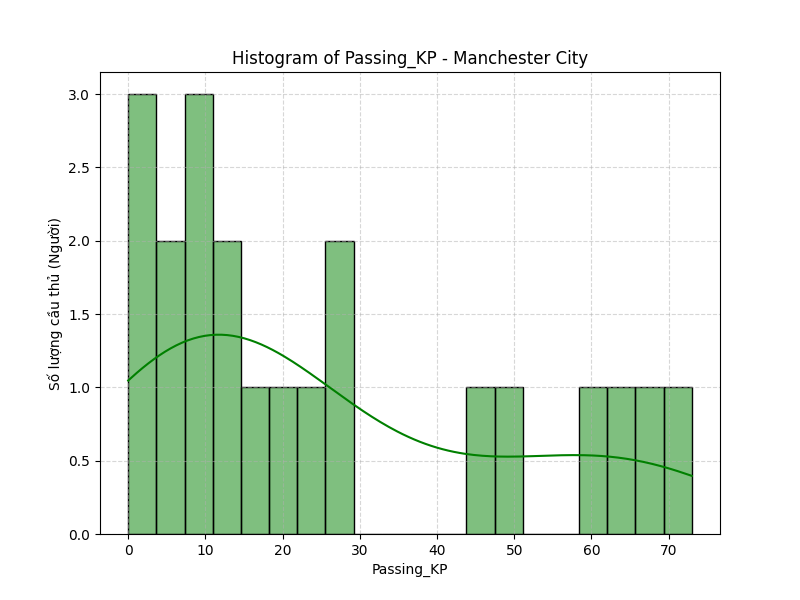 Histogram of Passing_KP - Manchester City
Số lượng cầu thủ (Người)
3.0
2.5
2.0
1.5
1.0
0.5
0.0
0 10 20 30 40 50 60 70
Passing_KP